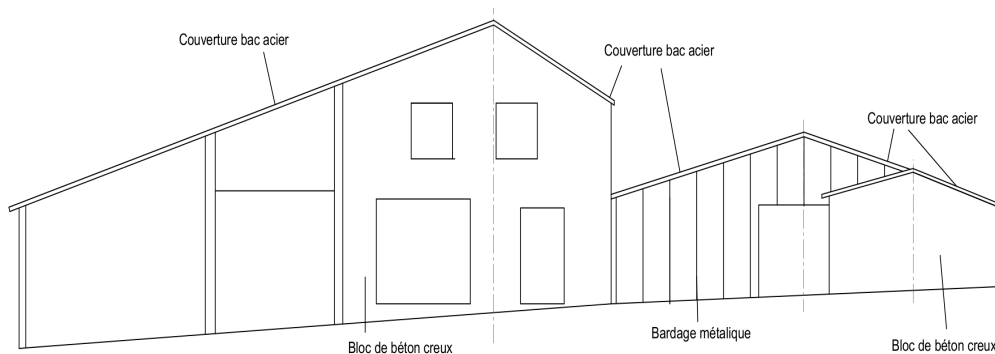 Couverture bac acier
Couverture bac acier
Couverture bac acier
Bardage métalique
Bloc de béton creux
Bloc de béton creux